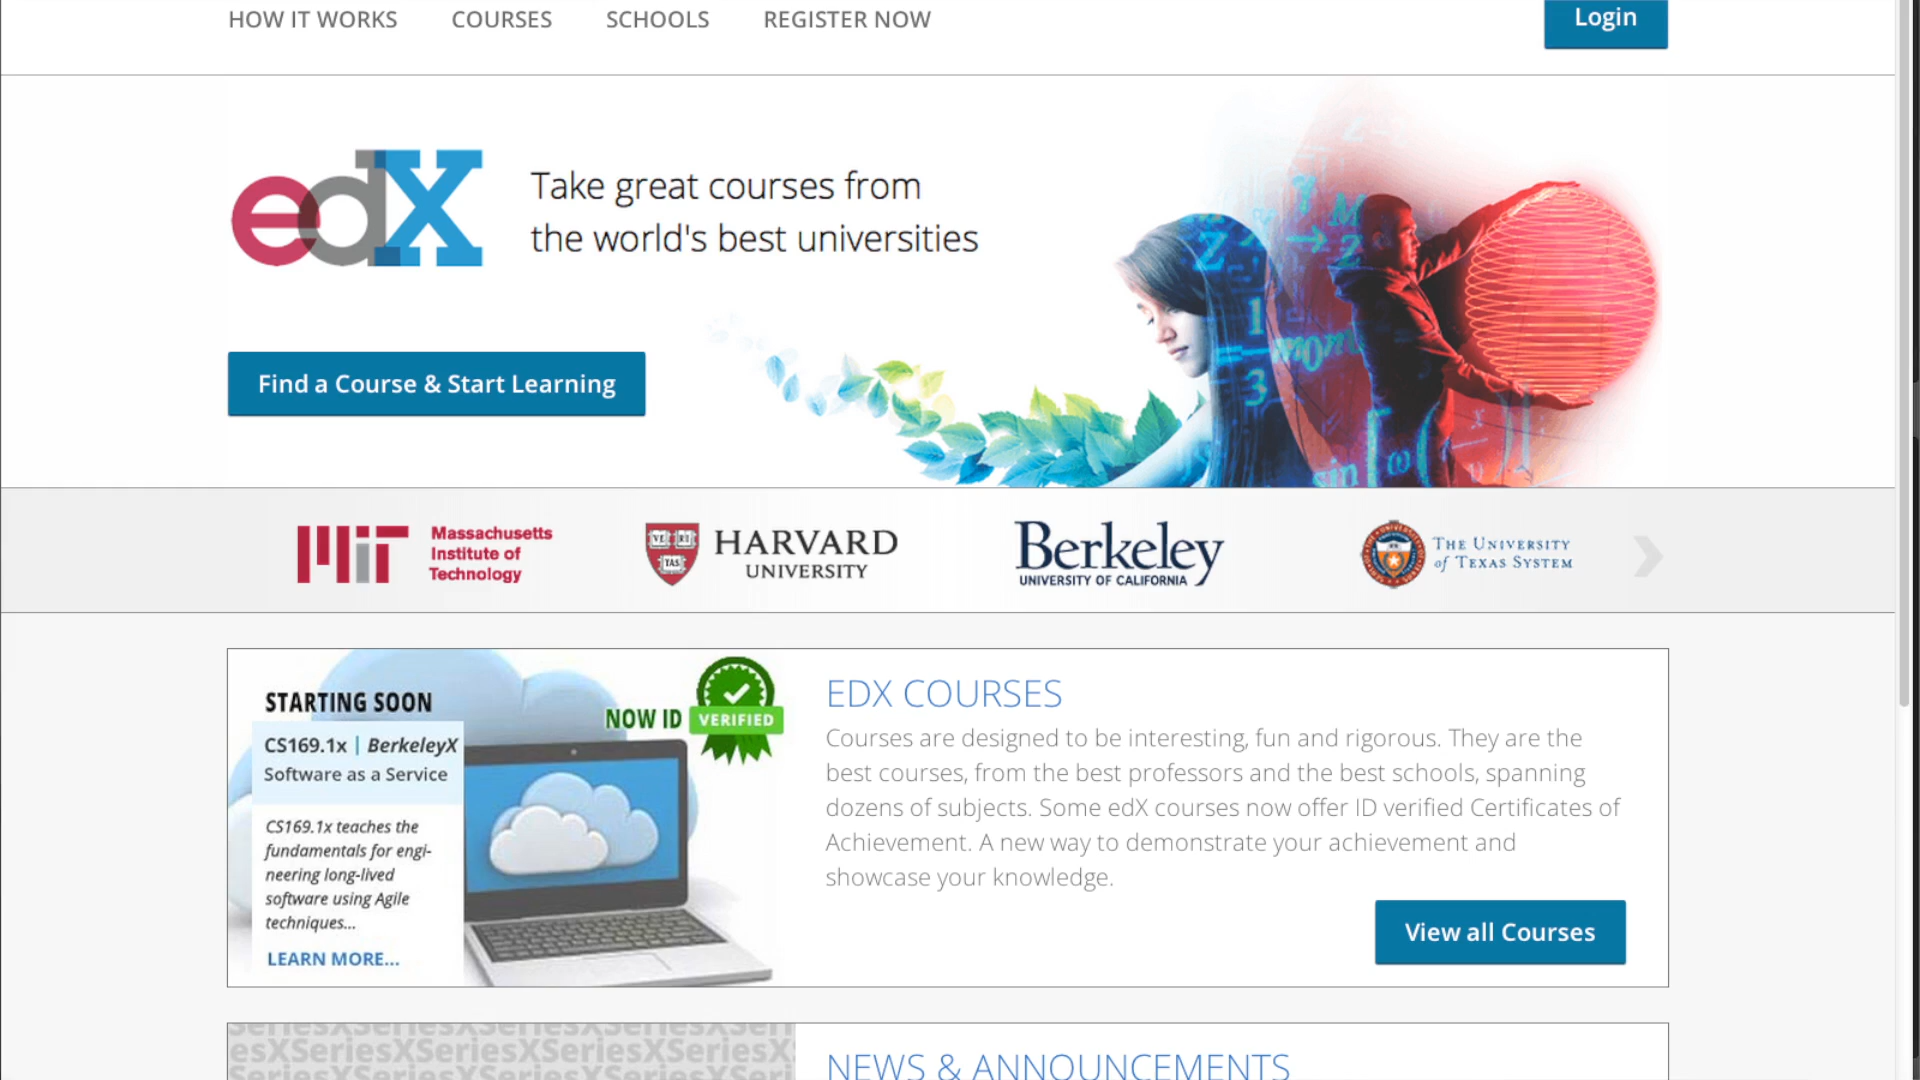 HOW IT WORKS
COURSES
SCHOOLS
REGISTER NOW
Login
edX
Take great courses from
the world's best universities
Find a Course & Start Learning
MIT
Massachusetts
Institute of
Technology
VE RI
TAS
HARVARD
UNIVERSITY
Berkeley
UNIVERSITY OF CALIFORNIA
THE UNIVERSITY
of TEXAS SYSTEM
STARTING SOON
CS169.1x | BerkeleyX
Software as a Service
CS169.1x teaches the
fundamentals for engi-
neering long-lived
software using Agile
techniques...
LEARN MORE...
NOW ID
VERIFIED
EDX COURSES
Courses are designed to be interesting, fun and rigorous. They are the
best courses, from the best professors and the best schools, spanning
dozens of subjects. Some edX courses now offer ID verified Certificates of
Achievement. A new way to demonstrate your achievement and
showcase your knowledge.
View all Courses
esXSeriesXSeriesXSeriesXSeriesX
NEWS & ANNOUNCEMENTS